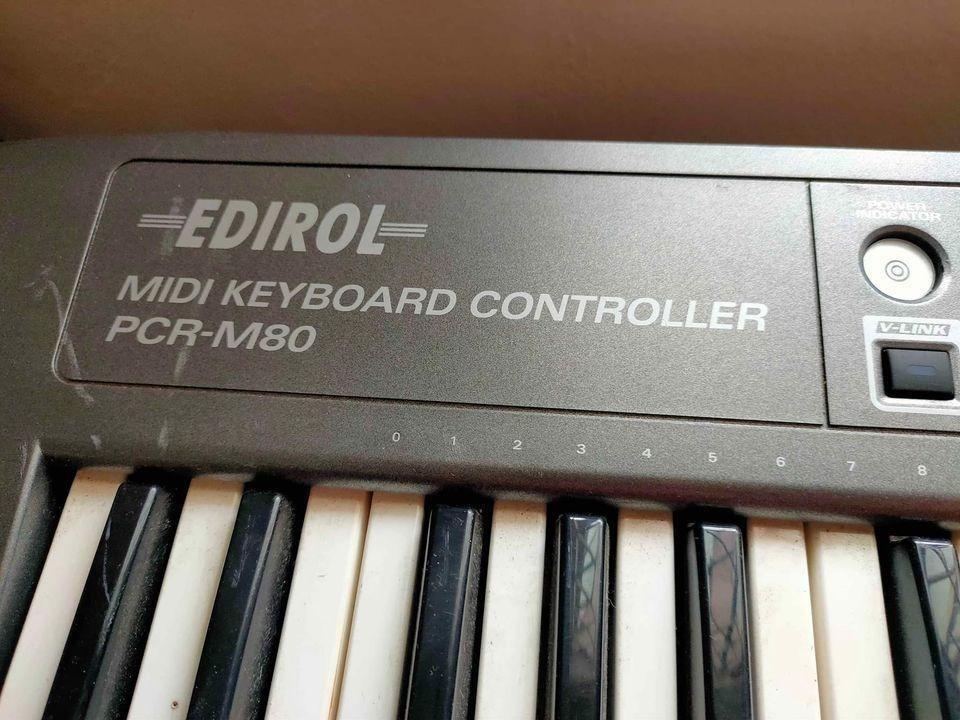 EDIROL
MIDI KEYBOARD CONTROLLER
PCR-M80
POWER
INDICATOR
V-LINK
0 1 2 3 4 5 6 7 8